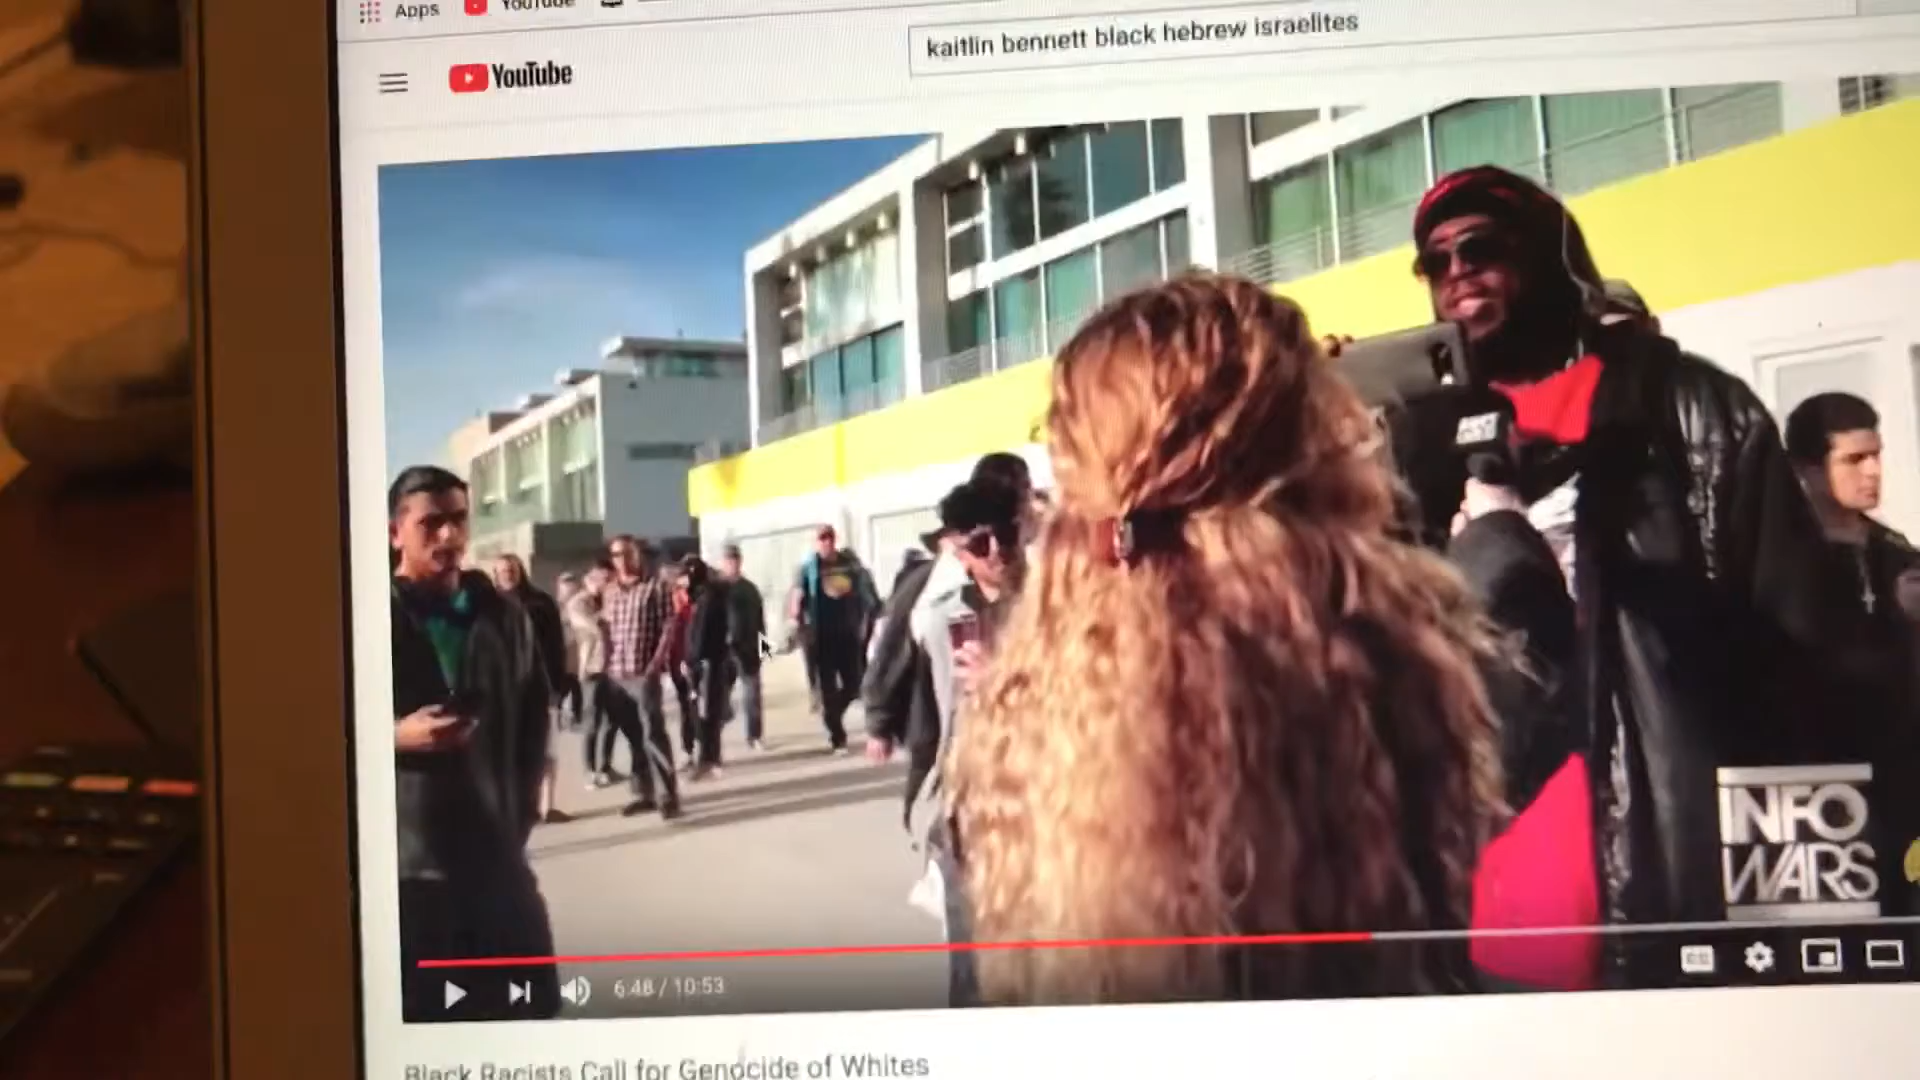 Apps
YouTube
kaitlin bennett black hebrew israelites
YouTube
INFO
WARS
CC
6:48 / 10:53
Black Racists Call for Genocide of Whites